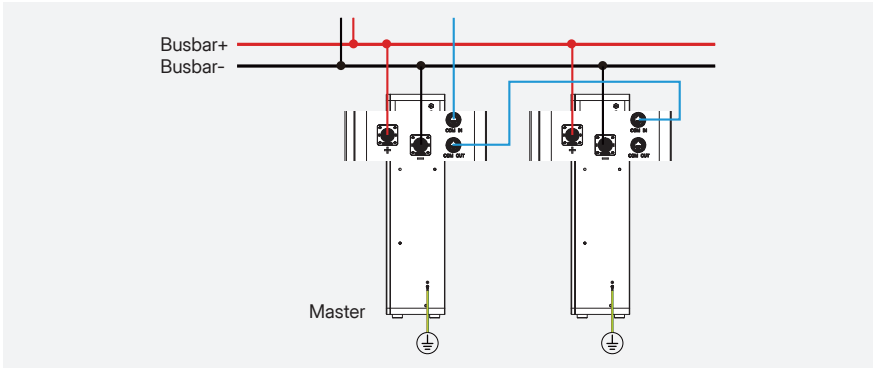 Busbar+
Busbar-
COM IN
COM IN
+
−
COM OUT
+
−
COM OUT
Master